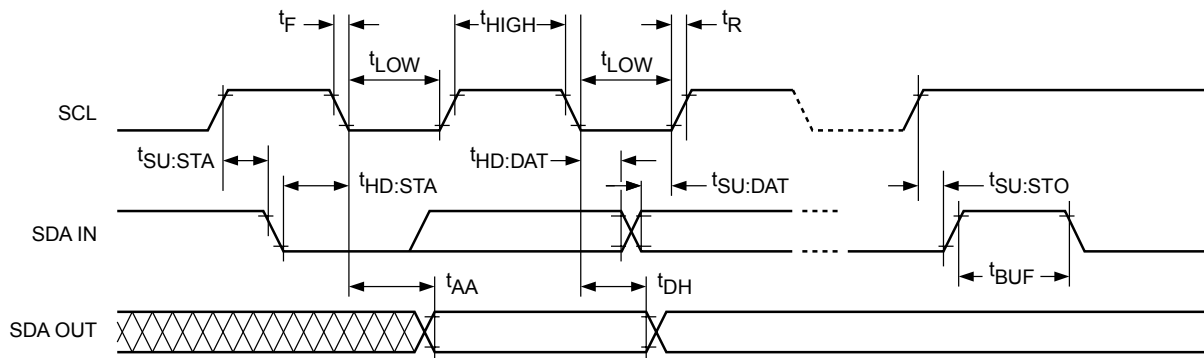 tF
tHIGH
tR
tLOW
tLOW
SCL
tSU:STA
tHD:DAT
tHD:STA
tSU:DAT
tSU:STO
SDA IN
tAA
tDH
tBUF
SDA OUT